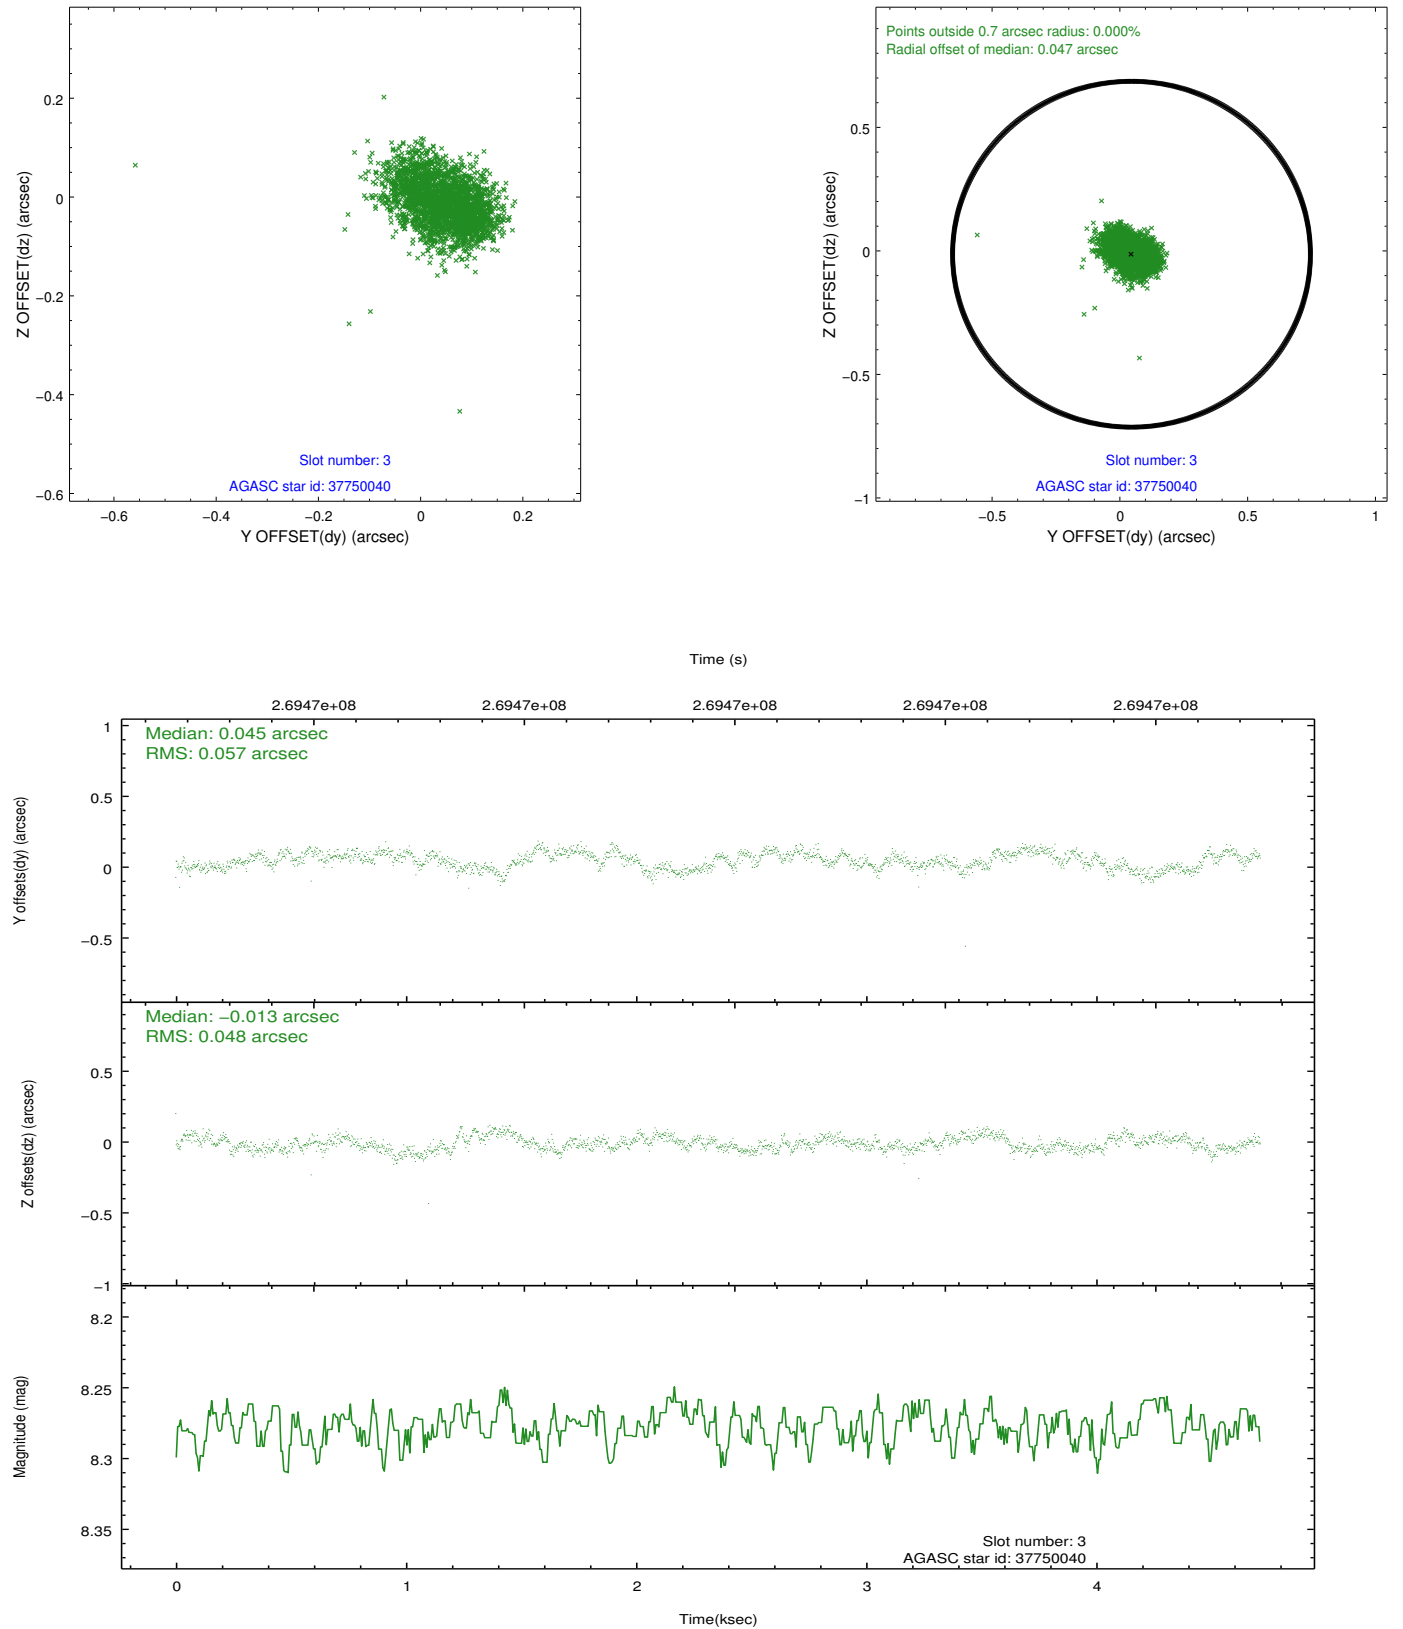 0.2
0
−0.2
−0.4
−0.6
Z OFFSET(dz) (arcsec)
Slot number: 3
AGASC star id: 37750040
−0.6
−0.4
−0.2
0
0.2
Y OFFSET(dy) (arcsec)
Points outside 0.7 arcsec radius: 0.000%
Radial offset of median: 0.047 arcsec
0.5
0
−0.5
−1
Z OFFSET(dz) (arcsec)
Slot number: 3
AGASC star id: 37750040
−0.5
0
0.5
1
Y OFFSET(dy) (arcsec)
Time (s)
2.6947e+08
2.6947e+08
2.6947e+08
2.6947e+08
2.6947e+08
Median: 0.045 arcsec
RMS: 0.057 arcsec
1
0.5
0
−0.5
Y offsets(dy) (arcsec)
Median: −0.013 arcsec
RMS: 0.048 arcsec
0.5
0
−0.5
−1
Z offsets(dz) (arcsec)
8.2
8.25
8.3
8.35
Magnitude (mag)
Slot number: 3
AGASC star id: 37750040
0
1
2
3
4
Time(ksec)